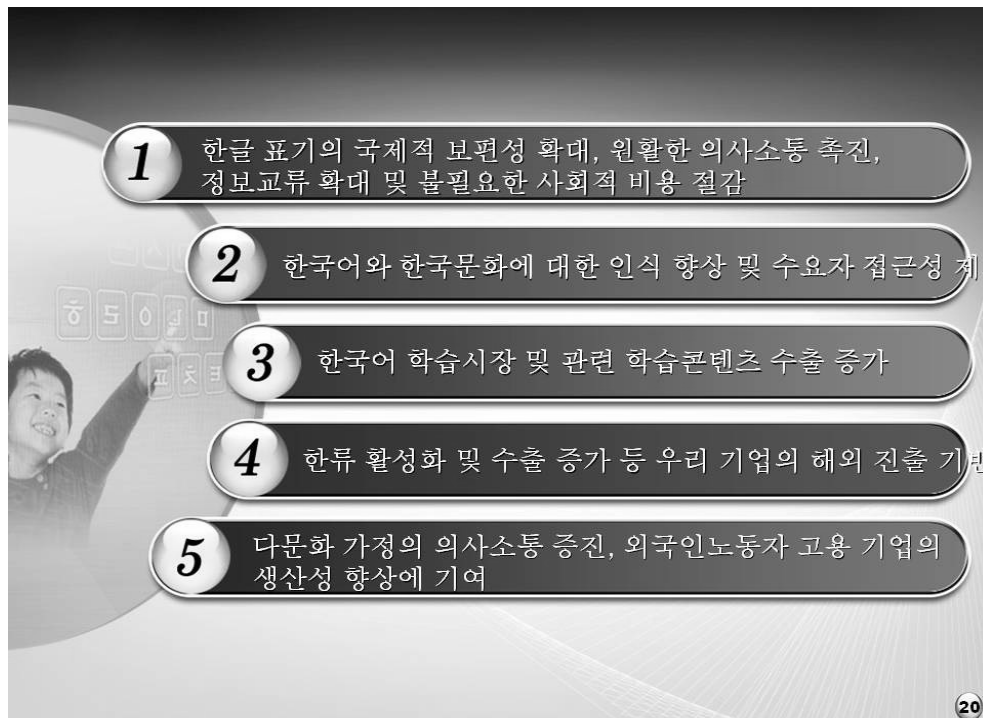 1 한글 표기의 국제적 보편성 확대, 원활한 의사소통 촉진,
정보교류 확대 및 불필요한 사회적 비용 절감
2 한국어와 한국문화에 대한 인식 향상 및 수요자 접근성 제
ㅎ ㄹ ㅇ ㄴ ㅁ
3 한국어 학습시장 및 관련 학습콘텐츠 수출 증가
ㅍ ㅊ ㅌ
4 한류 활성화 및 수출 증가 등 우리 기업의 해외 진출 기반
5 다문화 가정의 의사소통 증진, 외국인노동자 고용 기업의
생산성 향상에 기여
20